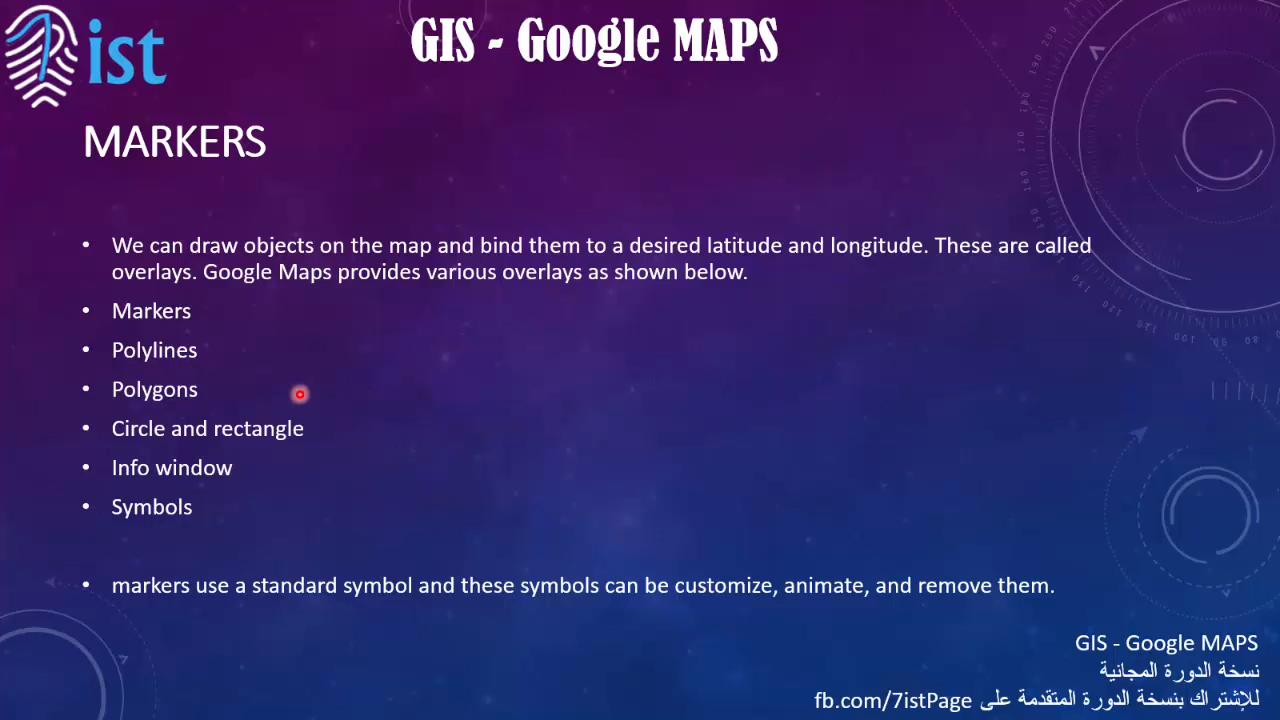 7ist
GIS - Google MAPS
MARKERS
• We can draw objects on the map and bind them to a desired latitude and longitude. These are called
overlays. Google Maps provides various overlays as shown below.
• Markers
• Polylines
• Polygons
• Circle and rectangle
• Info window
• Symbols
• markers use a standard symbol and these symbols can be customize, animate, and remove them.
GIS - Google MAPS
نسخة الدورة المجانية
للإشتراك بنسخة الدورة المتقدمة على fb.com/7istPage